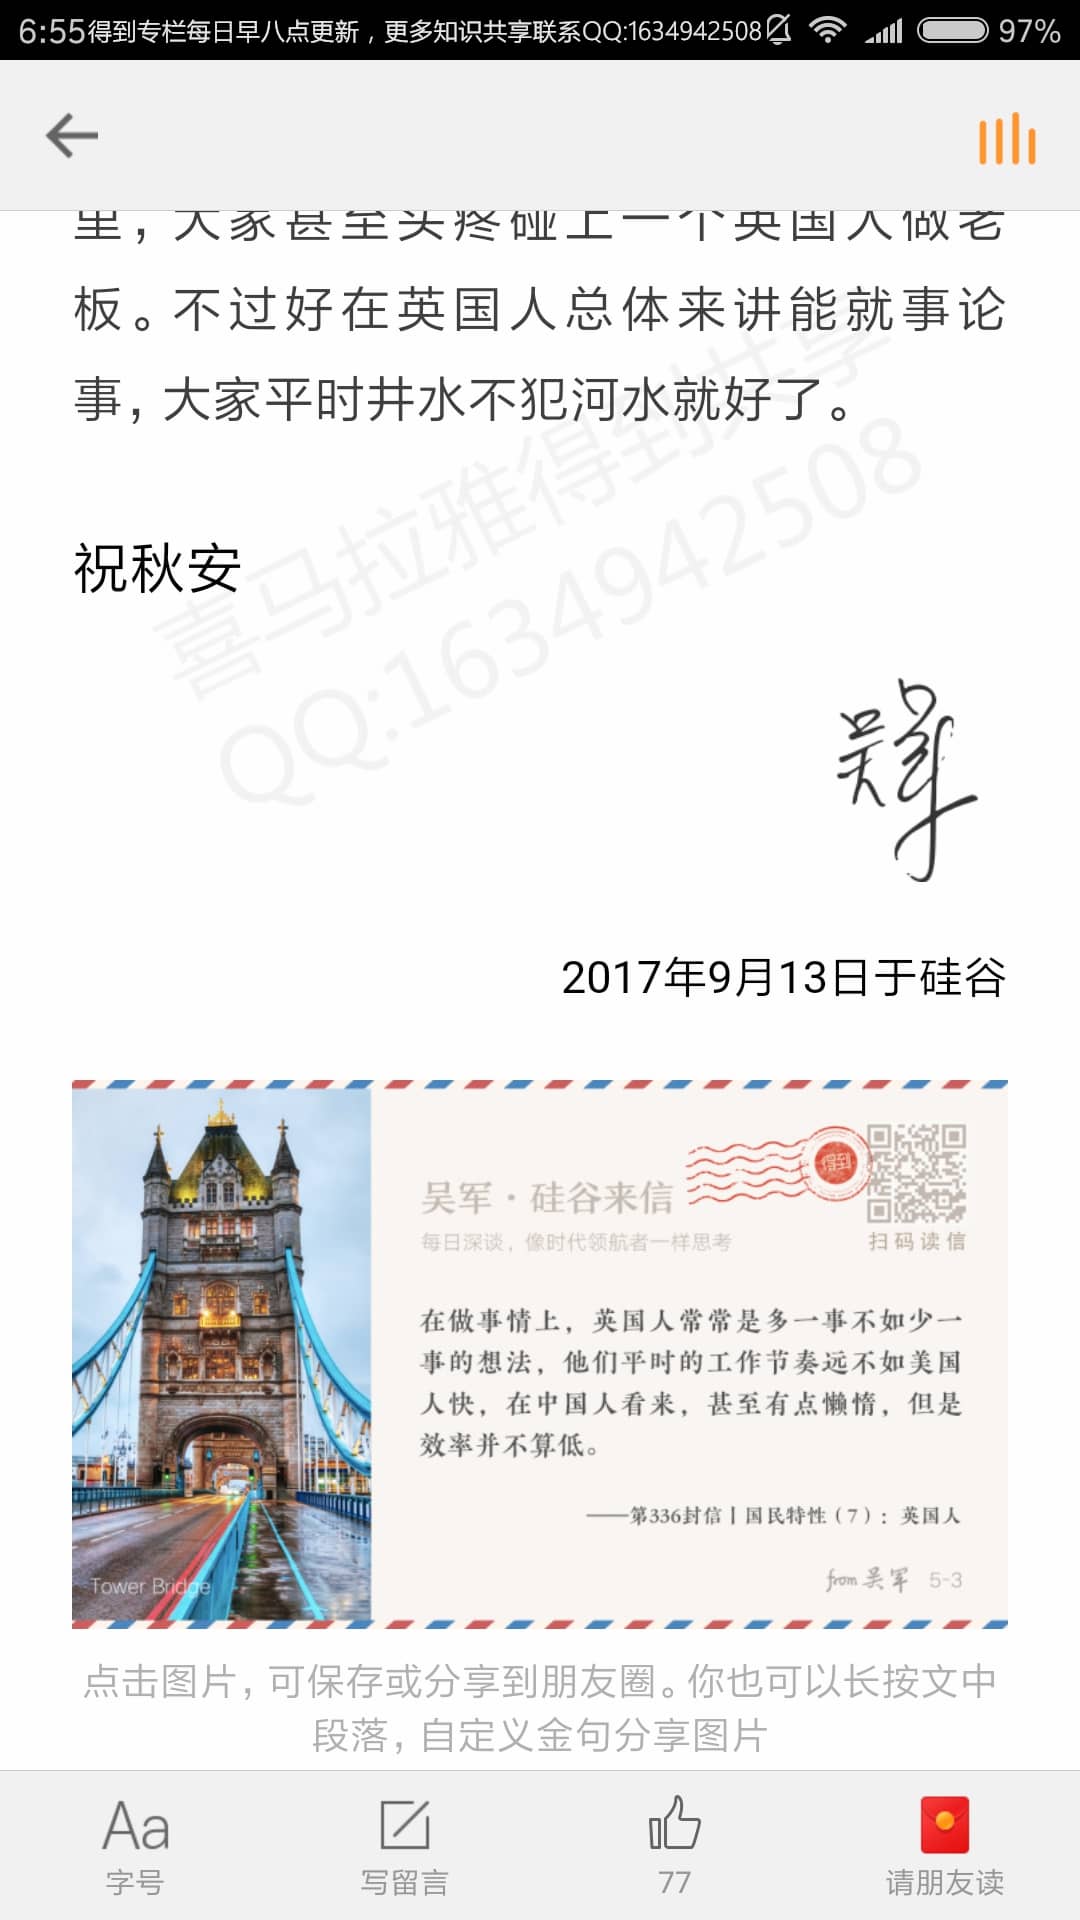 6:55得到专栏每日早八点更新，更多知识共享联系QQ:1634942508 97%
里，大家甚至头疼碰上一个英国人做老
板。不过好在英国人总体来讲能就事论
事，大家平时井水不犯河水就好了。
喜马拉雅得到共享
QQ:1634942508
祝秋安
吴军
2017年9月13日于硅谷
吴军·硅谷来信
得到
每日深谈，像时代领航者一样思考
扫码读信
在做事情上，英国人常常是多一事不如少一
事的想法，他们平时的工作节奏远不如美国
人快，在中国人看来，甚至有点懒惰，但是
效率并不算低。
——第336封信丨国民特性（7）：英国人
from 吴军 5-3
Tower Bridge
点击图片，可保存或分享到朋友圈。你也可以长按文中
段落，自定义金句分享图片
Aa
字号
写留言
77
请朋友读